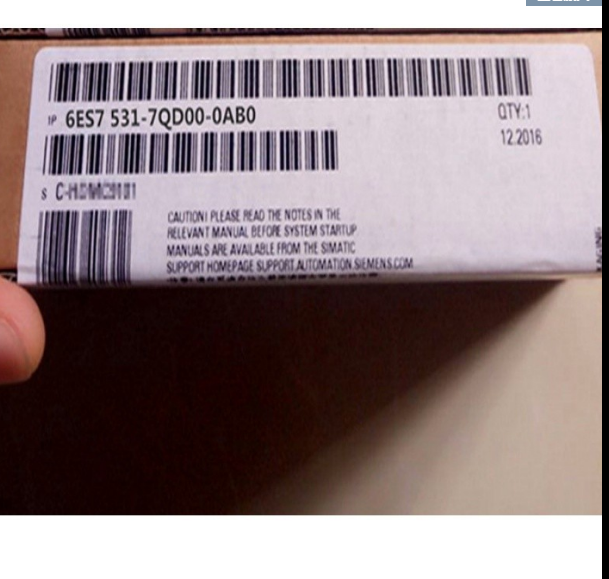 1P 6ES7 531-7QD00-0AB0
QTY:1
12.2016
S
CAUTION! PLEASE READ THE NOTES IN THE
RELEVANT MANUAL BEFORE SYSTEM STARTUP
MANUALS ARE AVAILABLE FROM THE SIMATIC
SUPPORT HOMEPAGE SUPPORT.AUTOMATION.SIEMENS.COM